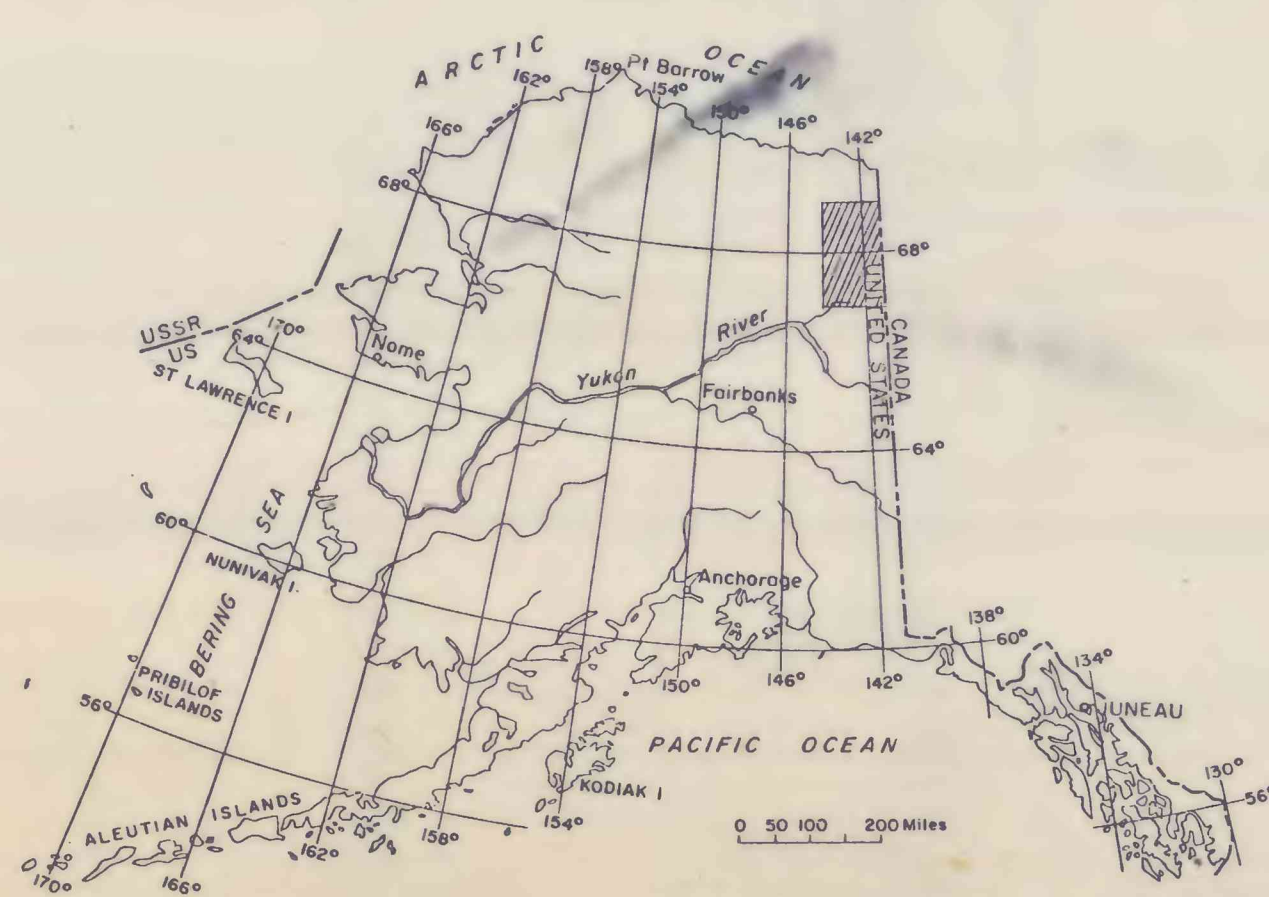 ARCTIC OCEAN
158° Pt Barrow
162°
154°
166°
150°
146°
142°
68°
68°
USSR
US
170°
64°
Nome
ST LAWRENCE I
River
Yukon
Fairbanks
UNITED STATES
CANADA
64°
60°
BERING SEA
NUNIVAK I.
Anchorage
138°
60°
134°
150°
146°
142°
PRIBILOF
ISLANDS
56°
JUNEAU
PACIFIC OCEAN
KODIAK I
130°
56°
ALEUTIAN ISLANDS
154°
158°
162°
166°
170°
0 50 100 200 Miles